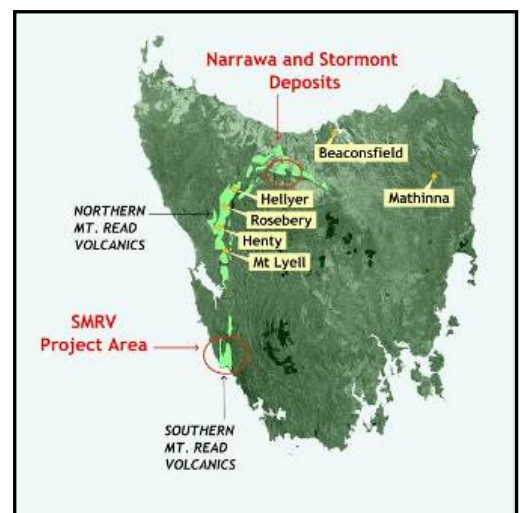 Narrawa and Stormont
Deposits
Beaconsfield
Mathinna
Hellyer
NORTHERN
MT. READ
VOLCANICS
Rosebery
Henty
Mt Lyell
SMRV
Project Area
SOUTHERN
MT. READ
VOLCANICS